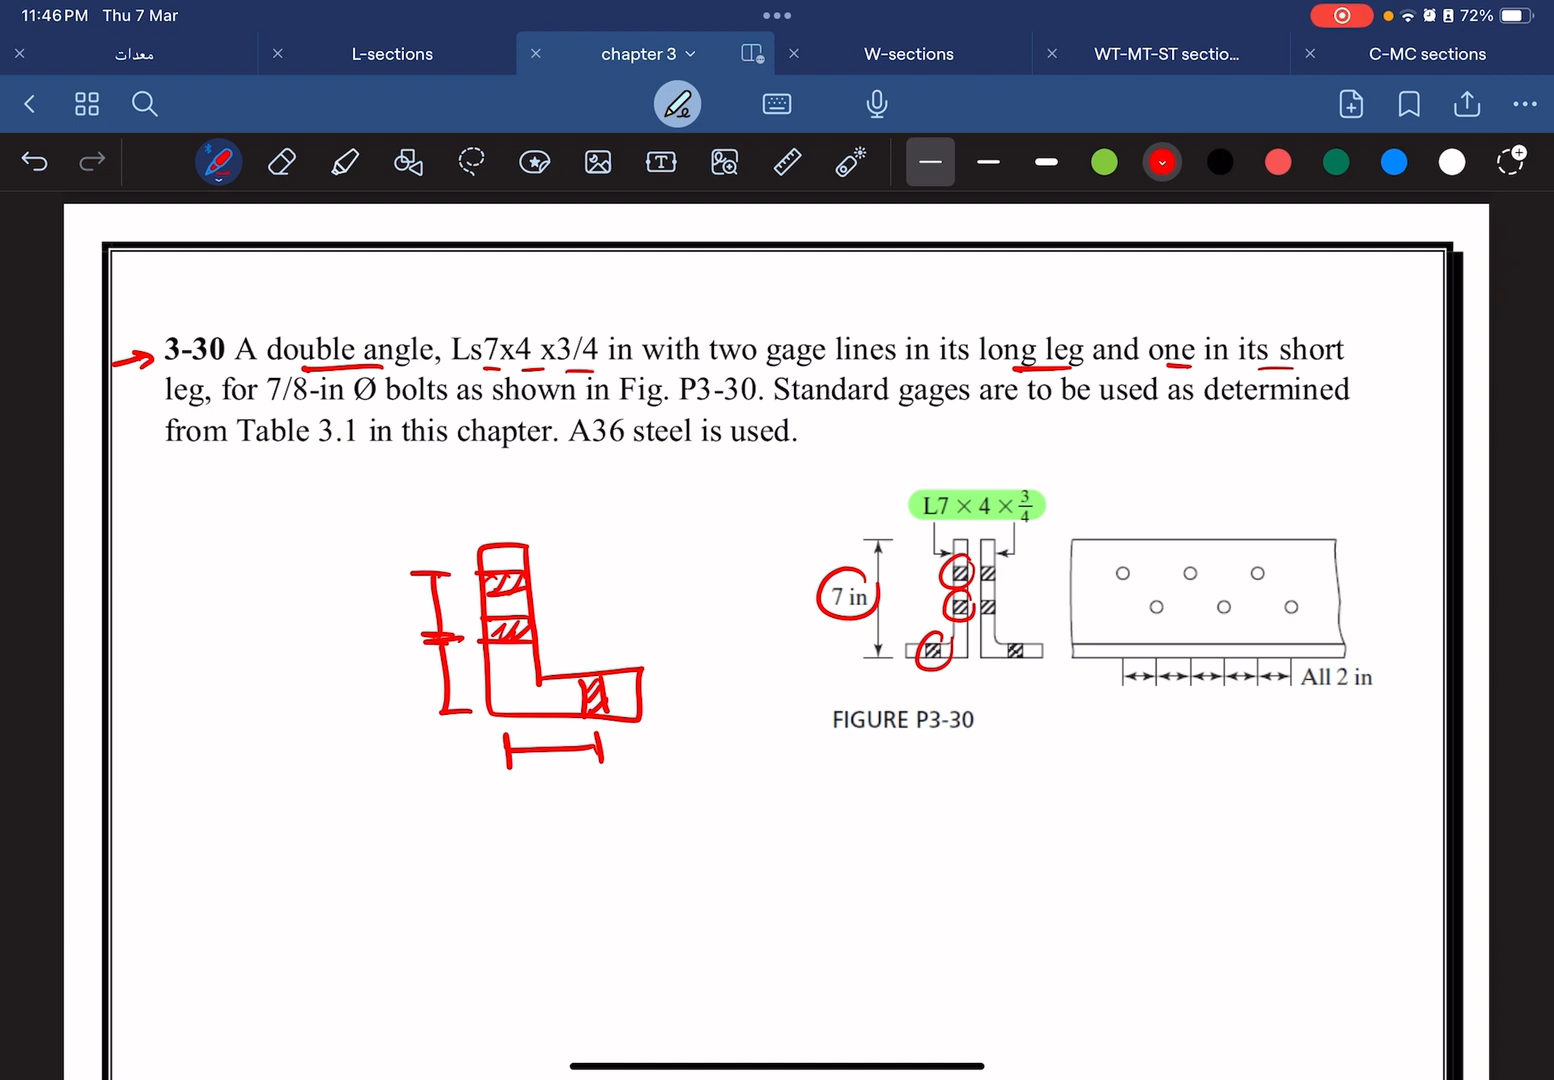 11:46 PM Thu 7 Mar
72%
معدات
L-sections
chapter 3
W-sections
WT-MT-ST sectio...
C-MC sections
T
3-30 A double angle, Ls7x4 x3/4 in with two gage lines in its long leg and one in its short
leg, for 7/8-in Ø bolts as shown in Fig. P3-30. Standard gages are to be used as determined
from Table 3.1 in this chapter. A36 steel is used.
L7 × 4 × 3/4
7 in
All 2 in
FIGURE P3-30